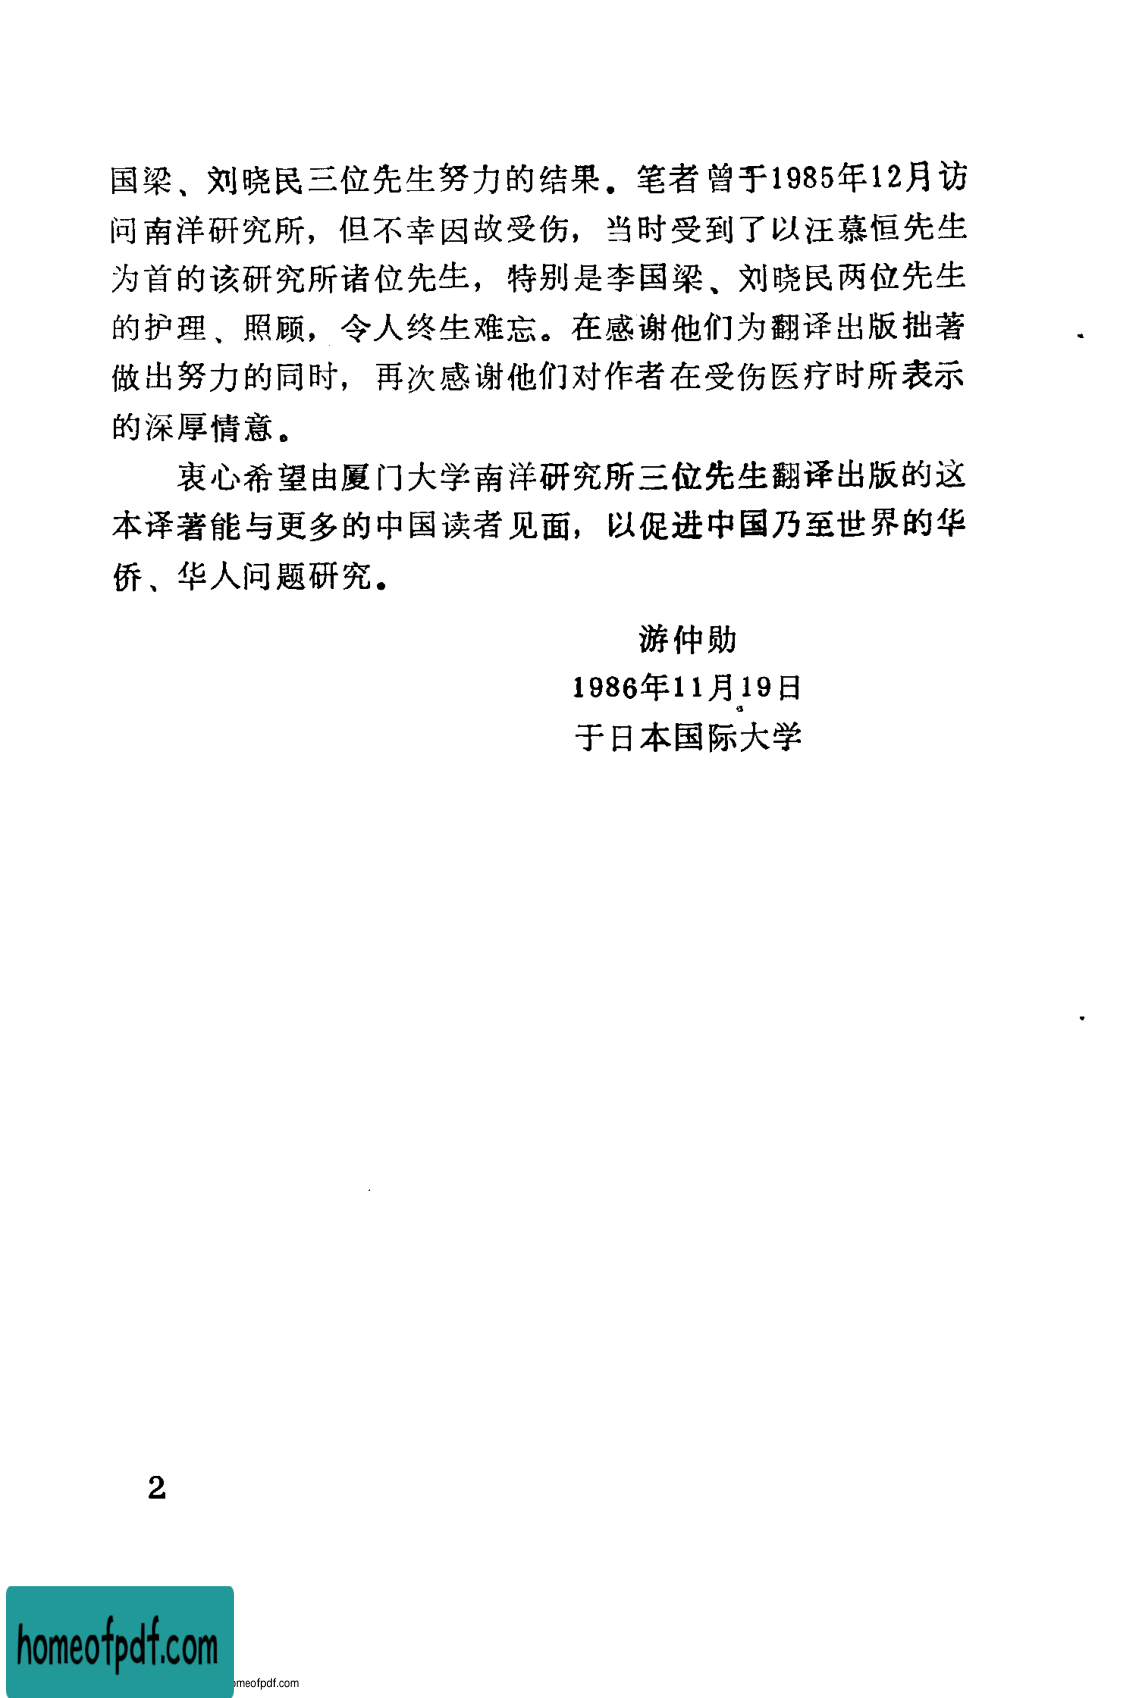 国梁、刘晓民三位先生努力的结果。笔者曾于1985年12月访
问南洋研究所，但不幸因故受伤，当时受到了以汪慕恒先生
为首的该研究所诸位先生，特别是李国梁、刘晓民两位先生
的护理、照顾，令人终生难忘。在感谢他们为翻译出版拙著
做出努力的同时，再次感谢他们对作者在受伤医疗时所表示
的深厚情意。
衷心希望由厦门大学南洋研究所三位先生翻译出版的这
本译著能与更多的中国读者见面，以促进中国乃至世界的华
侨、华人问题研究。
游仲勋
1986年11月19日
于日本国际大学
2
homeofpdf.com
omeofpdf.com